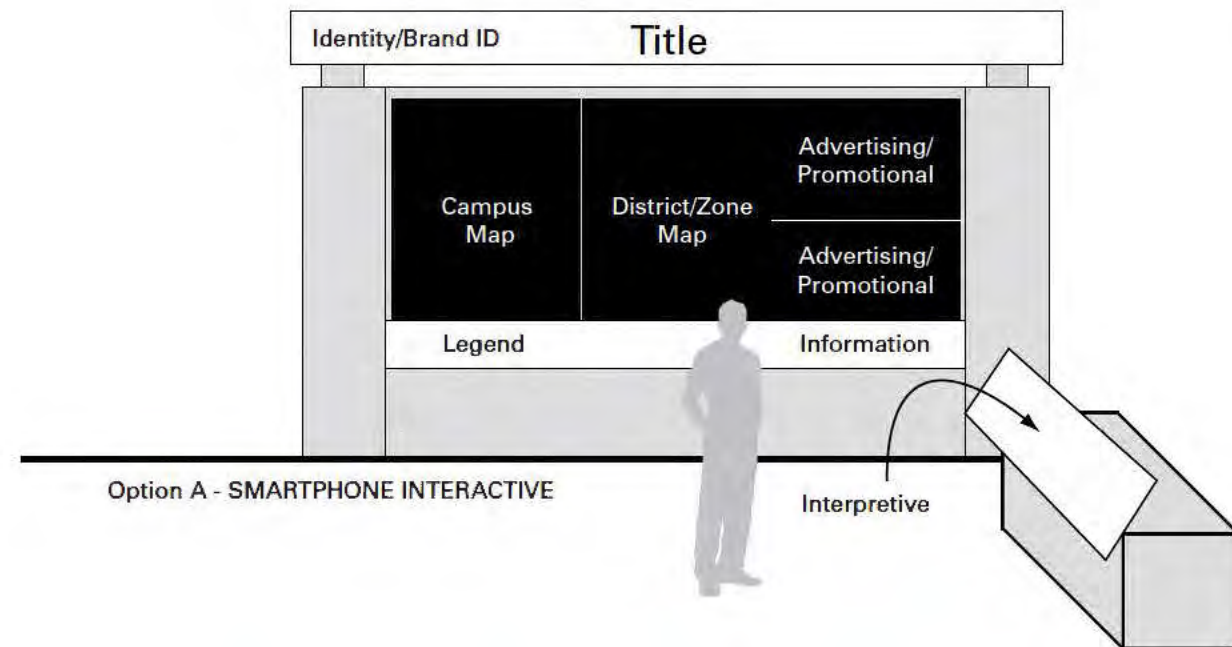 Identity/Brand ID
Title
Campus
Map
District/Zone
Map
Advertising/
Promotional
Advertising/
Promotional
Legend
Information
Option A - SMARTPHONE INTERACTIVE
Interpretive